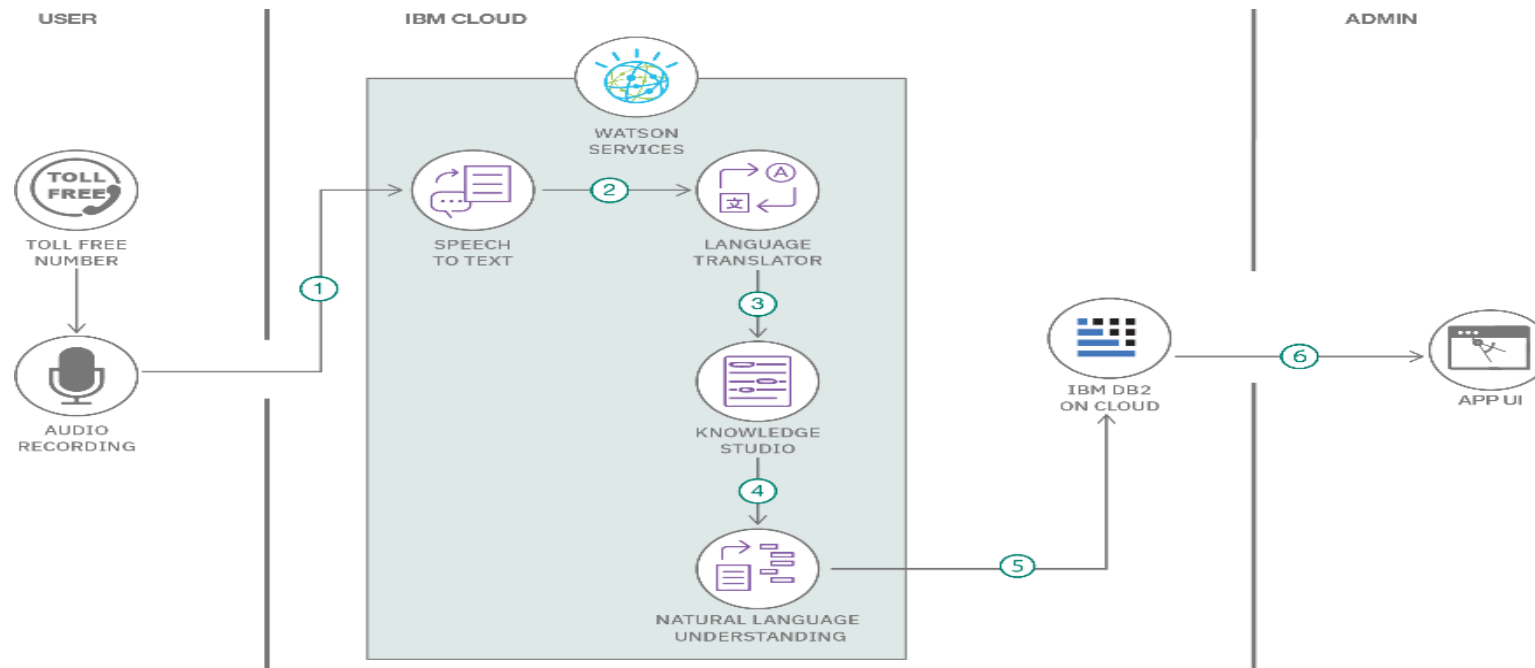 USER
IBM CLOUD
ADMIN
WATSON
SERVICES
TOLL
FREE
TOLL FREE
NUMBER
1
AUDIO
RECORDING
SPEECH
TO TEXT
2
A
文
LANGUAGE
TRANSLATOR
3
KNOWLEDGE
STUDIO
4
NATURAL LANGUAGE
UNDERSTANDING
5
IBM DB2
ON CLOUD
6
APP UI